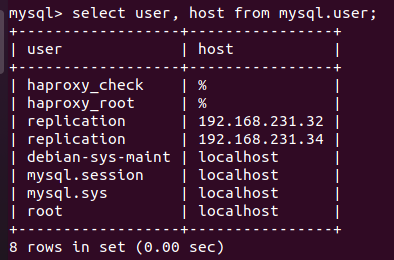 mysql> select user, host from mysql.user;
+------------------+----------------+
| user             | host           |
+------------------+----------------+
| haproxy_check    | %              |
| haproxy_root     | %              |
| replication      | 192.168.231.32 |
| replication      | 192.168.231.34 |
| debian-sys-maint | localhost      |
| mysql.session    | localhost      |
| mysql.sys        | localhost      |
| root             | localhost      |
+------------------+----------------+
8 rows in set (0.00 sec)